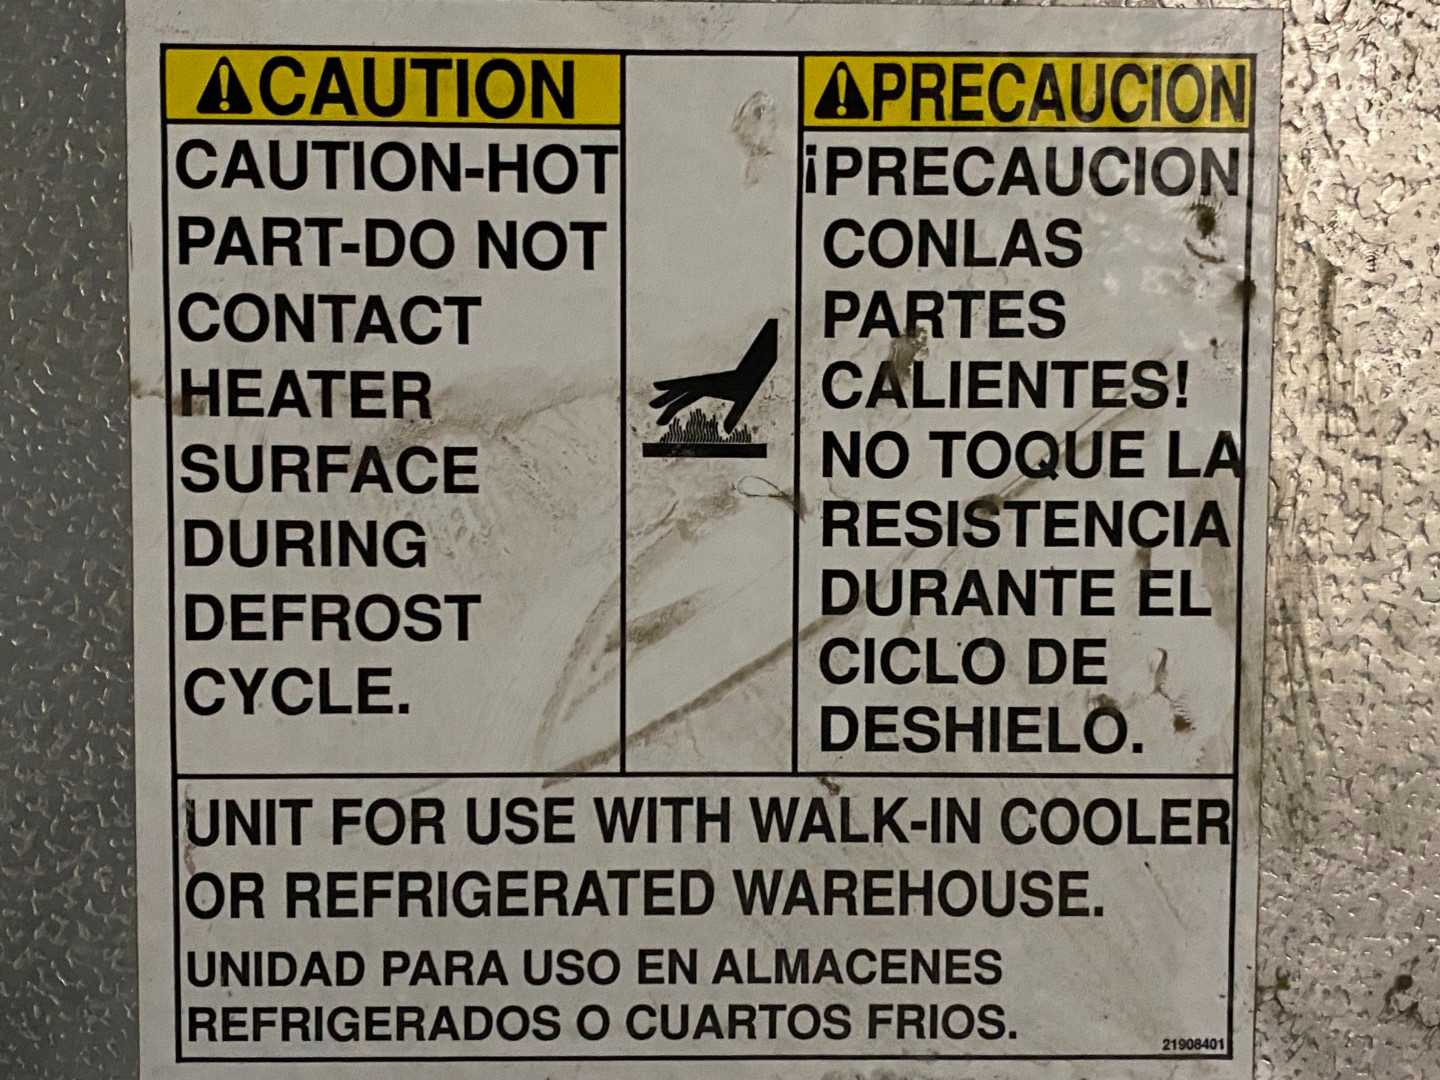 CAUTION
CAUTION-HOT
PART-DO NOT
CONTACT
HEATER
SURFACE
DURING
DEFROST
CYCLE.
PRECAUCION
¡PRECAUCION
CONLAS
PARTES
CALIENTES!
NO TOQUE LA
RESISTENCIA
DURANTE EL
CICLO DE
DESHIELO.
UNIT FOR USE WITH WALK-IN COOLER
OR REFRIGERATED WAREHOUSE.
UNIDAD PARA USO EN ALMACENES
REFRIGERADOS O CUARTOS FRIOS.
21908401